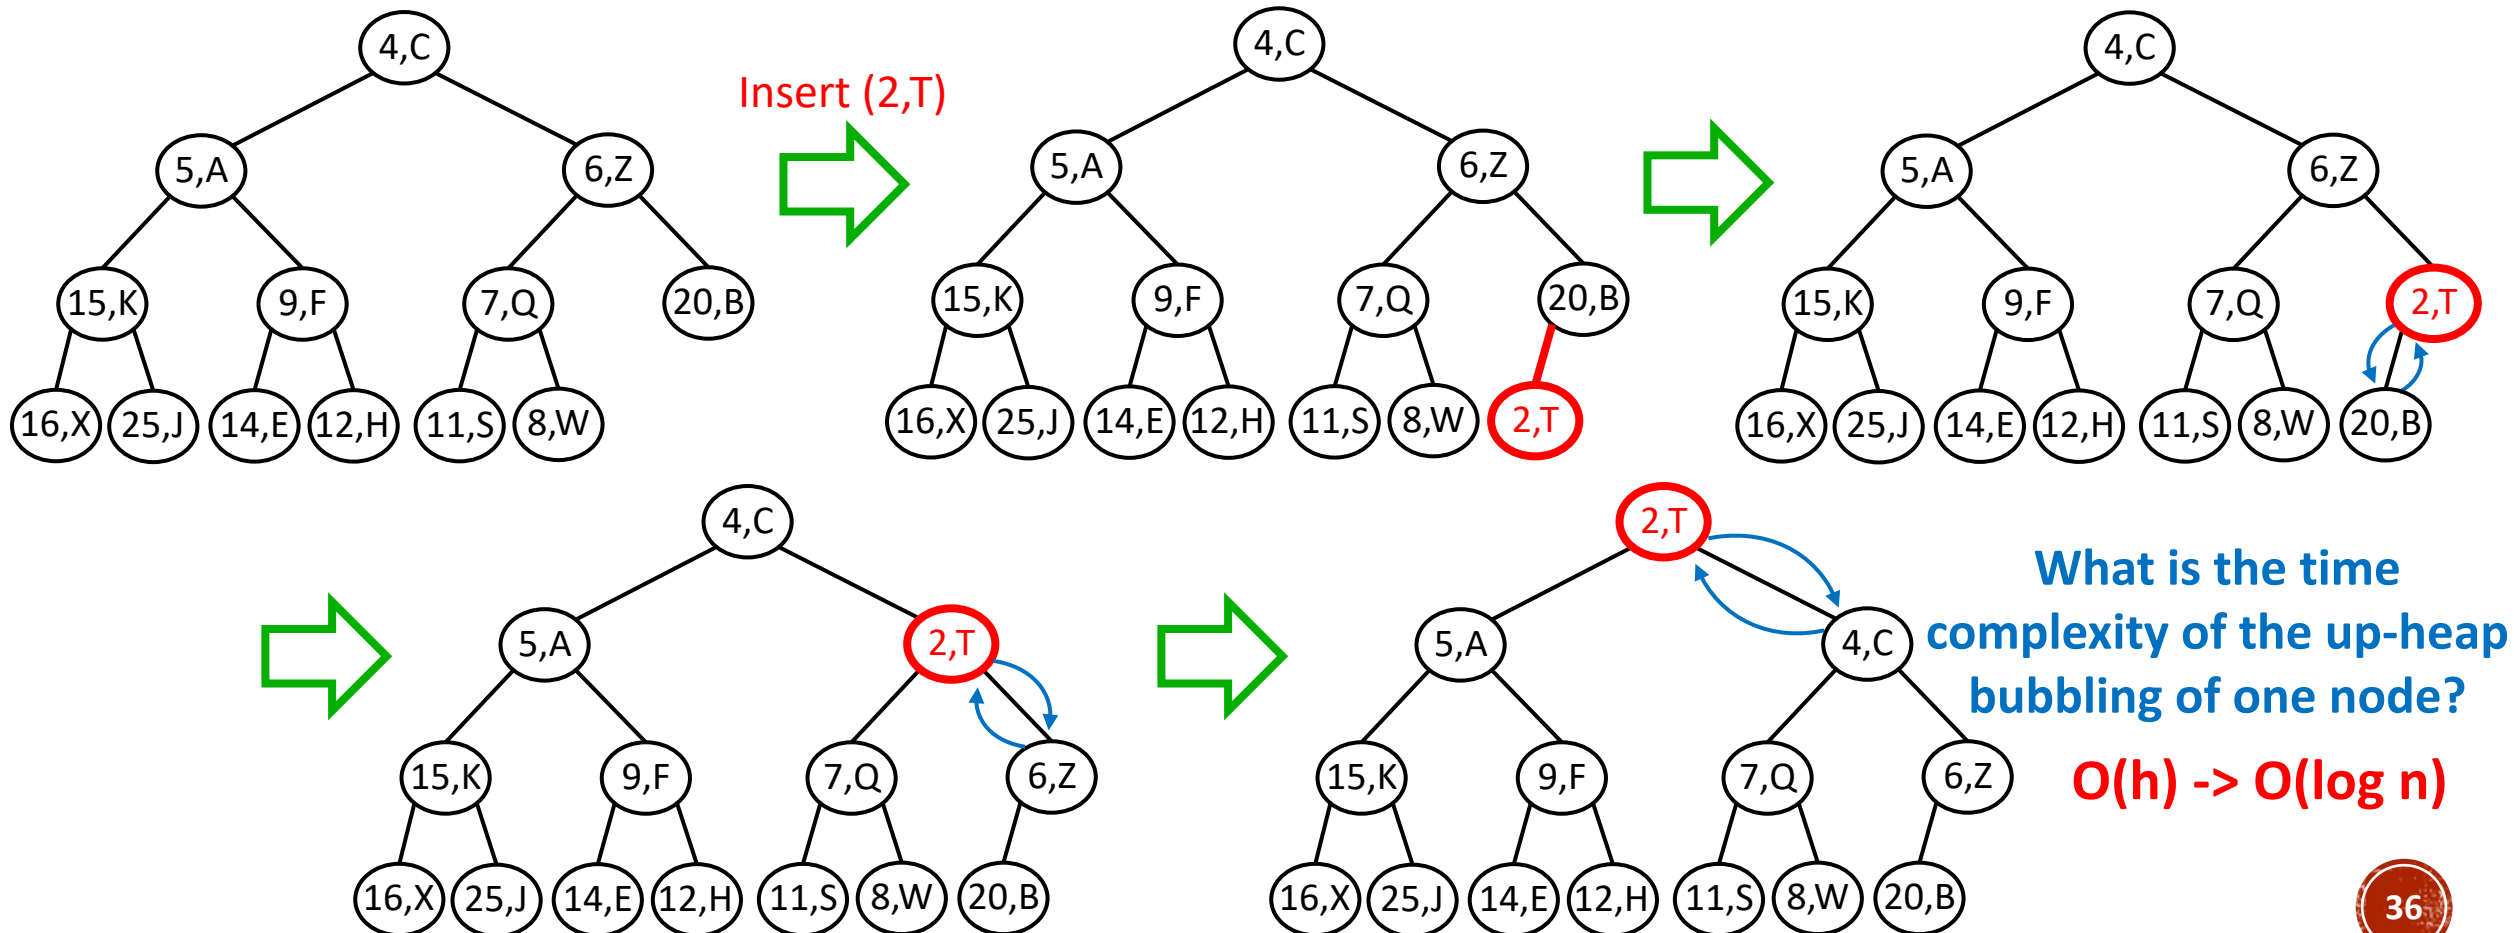 4,C
5,A
6,Z
15,K
9,F
7,Q
20,B
16,X
25,J
14,E
12,H
11,S
8,W
Insert (2,T)
4,C
5,A
6,Z
15,K
9,F
7,Q
20,B
16,X
25,J
14,E
12,H
11,S
8,W
2,T
4,C
5,A
6,Z
15,K
9,F
7,Q
2,T
16,X
25,J
14,E
12,H
11,S
8,W
20,B
4,C
5,A
2,T
15,K
9,F
7,Q
6,Z
16,X
25,J
14,E
12,H
11,S
8,W
20,B
2,T
5,A
4,C
15,K
9,F
7,Q
6,Z
16,X
25,J
14,E
12,H
11,S
8,W
20,B
What is the time
complexity of the up-heap
bubbling of one node?
O(h) -> O(log n)
36